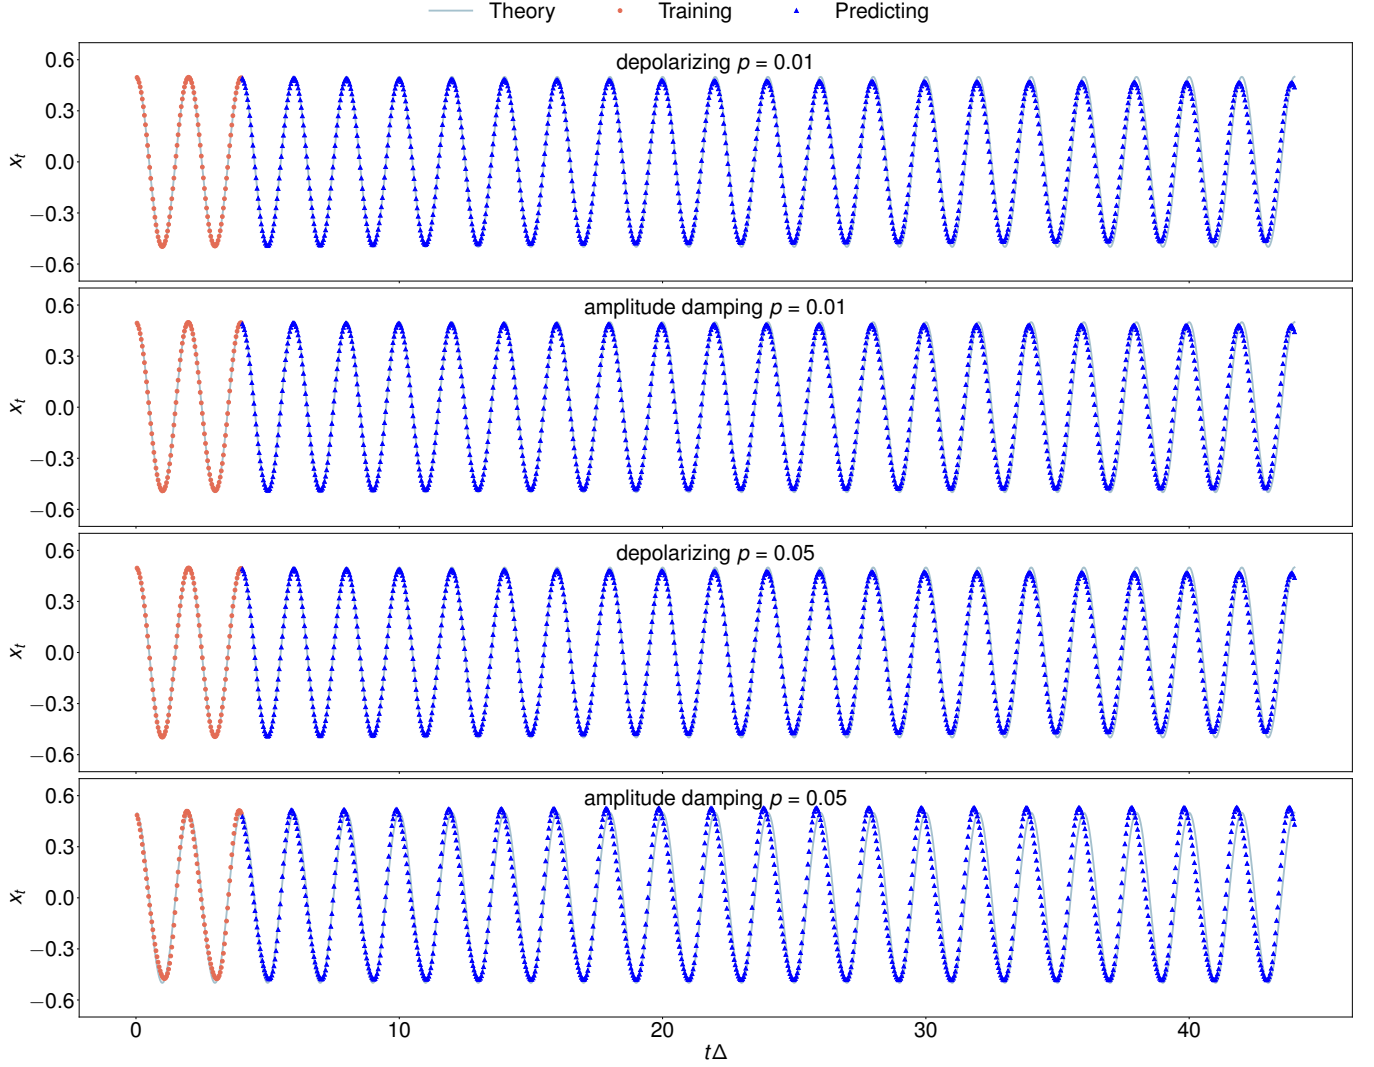 Theory Training Predicting
depolarizing p = 0.01
0.6
0.3
0.0
−0.3
−0.6
x_t
amplitude damping p = 0.01
0.6
0.3
0.0
−0.3
−0.6
x_t
depolarizing p = 0.05
0.6
0.3
0.0
−0.3
−0.6
x_t
amplitude damping p = 0.05
0.6
0.3
0.0
−0.3
−0.6
x_t
0 10 20 30 40
tΔ